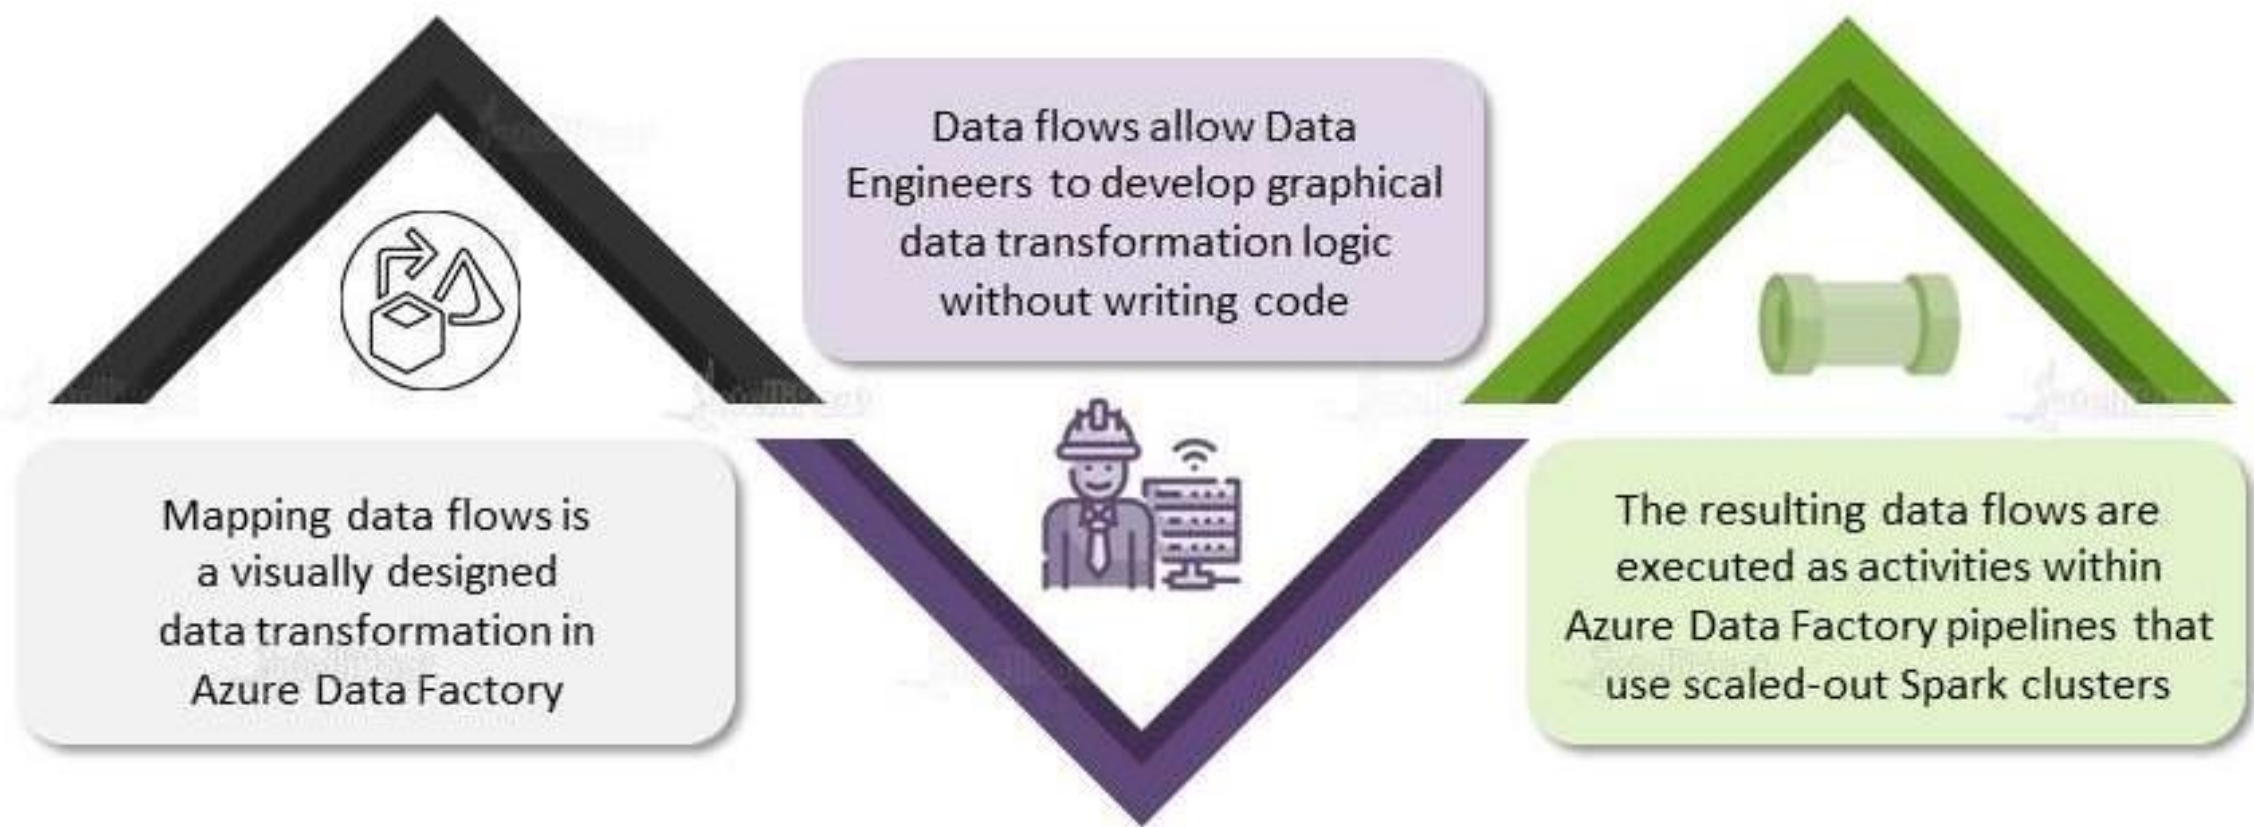 Mapping data flows is
a visually designed
data transformation in
Azure Data Factory
Data flows allow Data
Engineers to develop graphical
data transformation logic
without writing code
The resulting data flows are
executed as activities within
Azure Data Factory pipelines that
use scaled-out Spark clusters